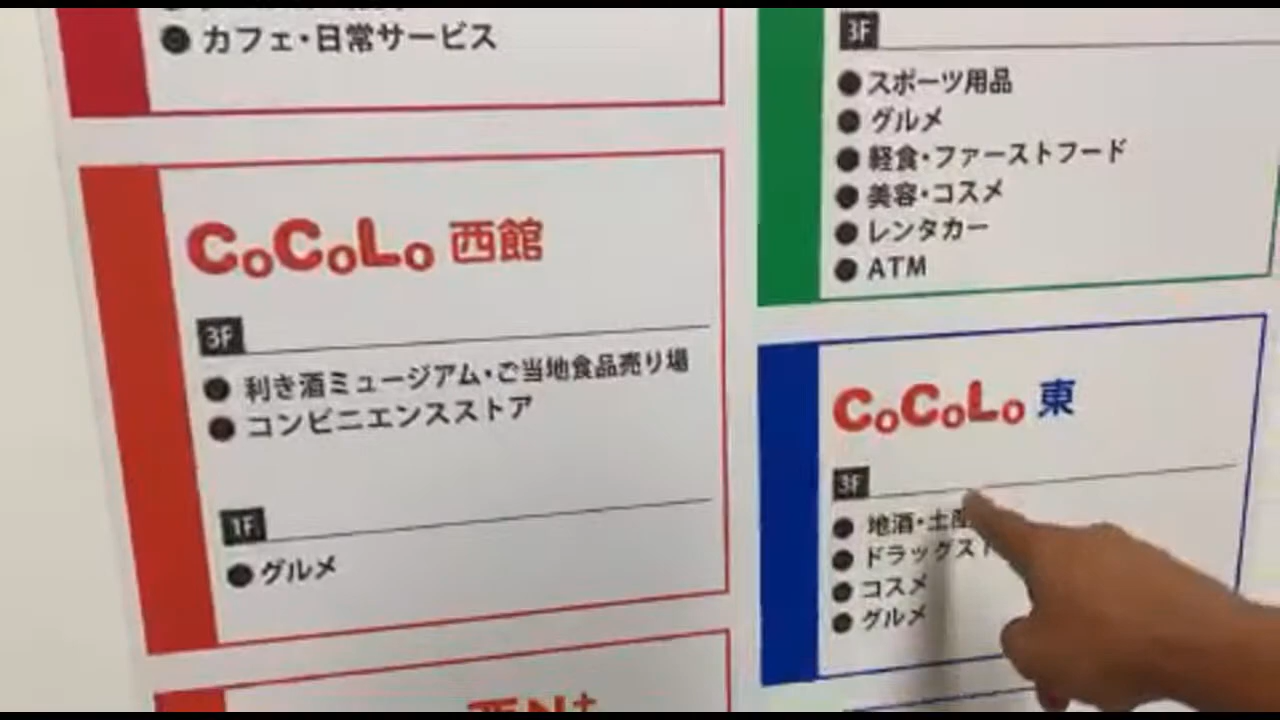 カフェ・日常サービス
CoCoLo 西館
3F
利き酒ミュージアム・ご当地食品売り場
コンビニエンスストア
1F
グルメ
3F
スポーツ用品
グルメ
軽食・ファーストフード
美容・コスメ
レンタカー
ATM
CoCoLo 東
3F
地酒・土産
ドラッグスト
コスメ
グルメ